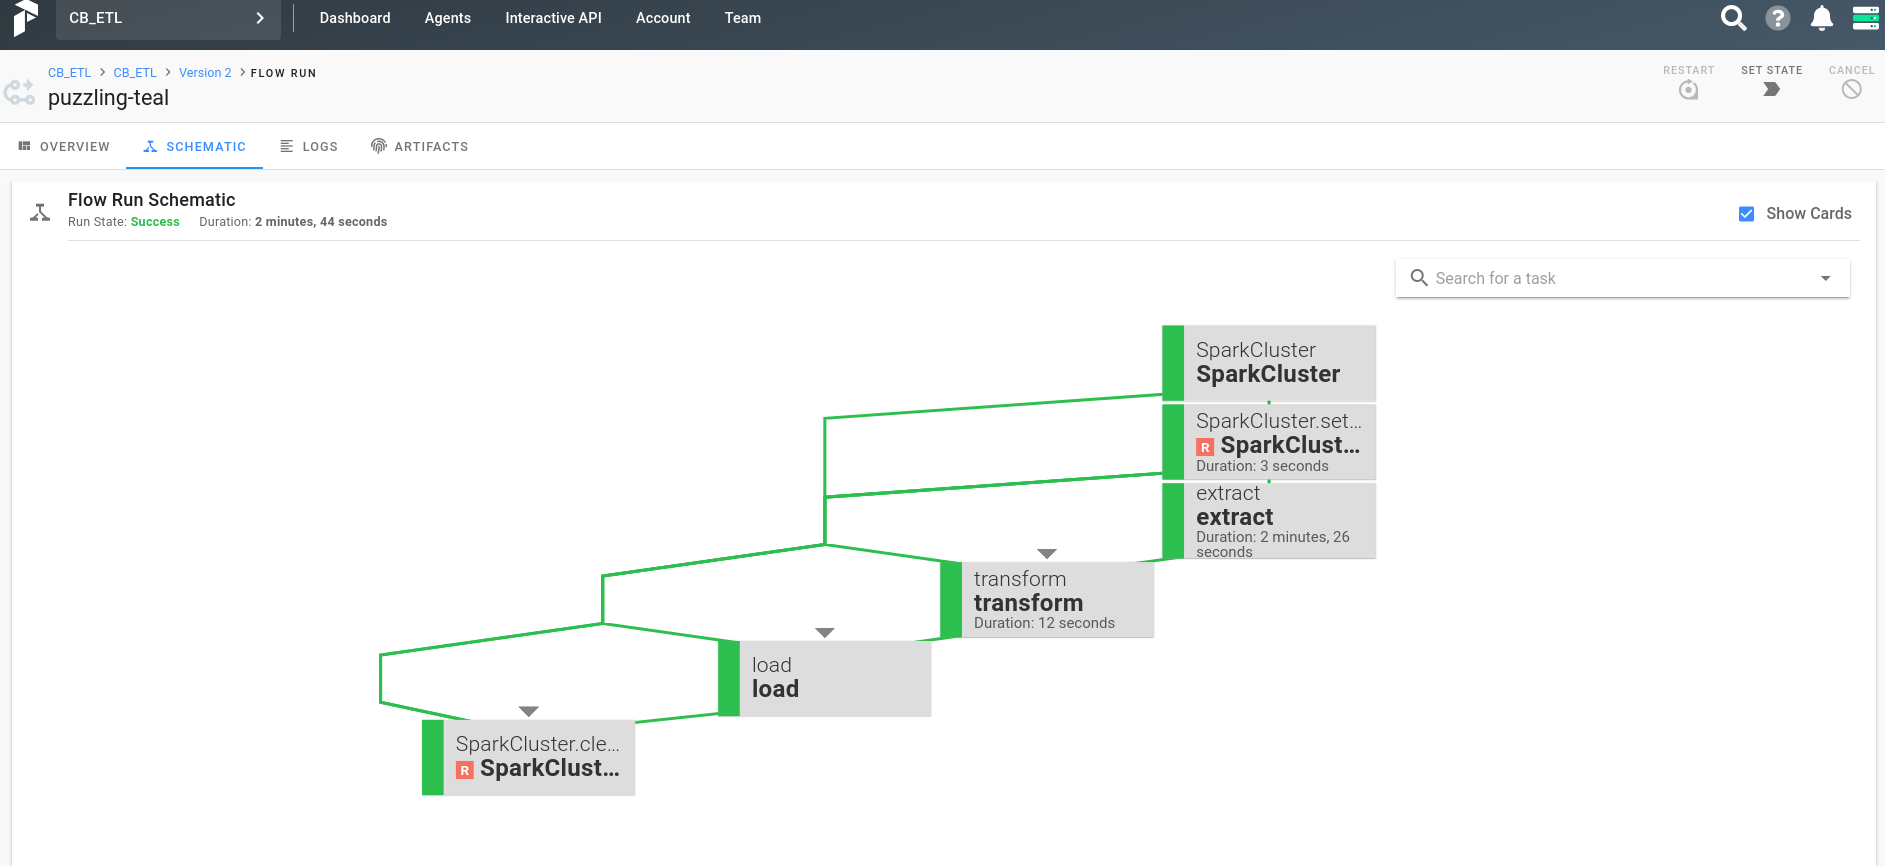 CB_ETL
Dashboard Agents Interactive API Account Team
CB_ETL > CB_ETL > Version 2 > FLOW RUN
puzzling-teal
RESTART SET STATE CANCEL
OVERVIEW SCHEMATIC LOGS ARTIFACTS
Flow Run Schematic
Run State: Success Duration: 2 minutes, 44 seconds
Show Cards
Search for a task
SparkCluster
SparkCluster
SparkCluster.set...
R SparkClust...
Duration: 3 seconds
extract
extract
Duration: 2 minutes, 26
seconds
transform
transform
Duration: 12 seconds
load
load
SparkCluster.cle...
R SparkClust...